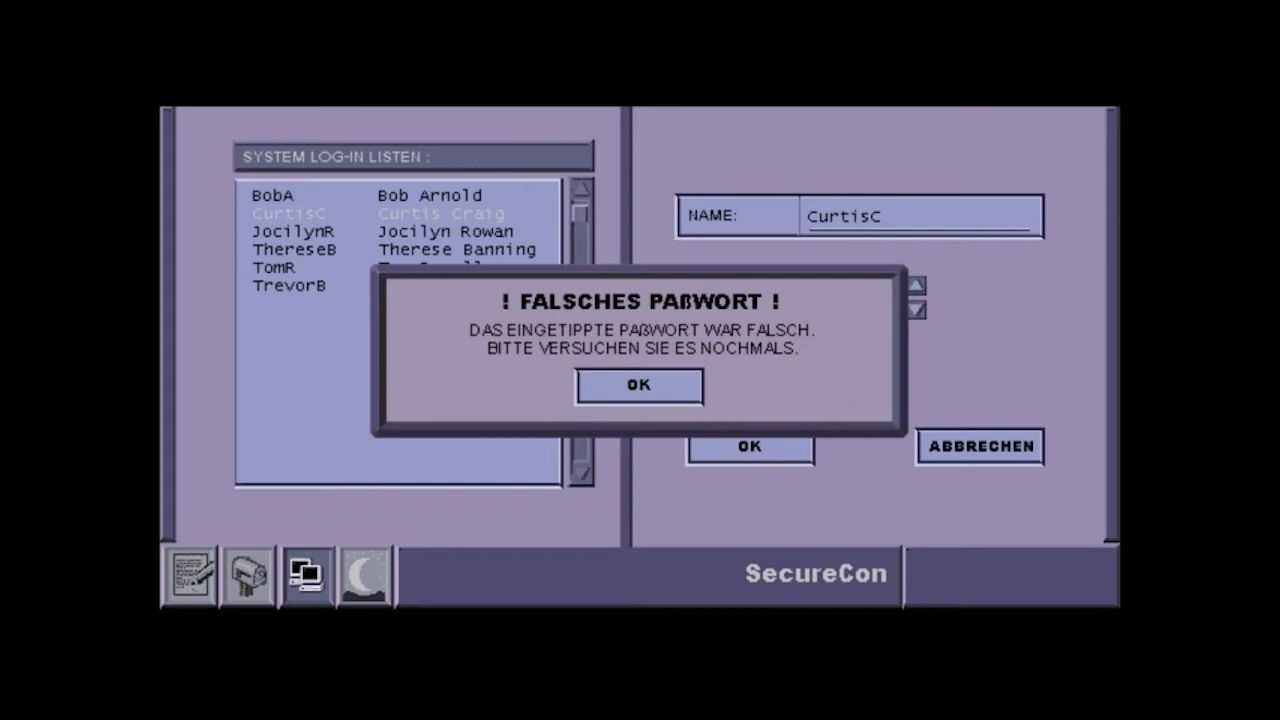 SYSTEM LOG-IN LISTEN :
BobA Bob Arnold
CurtisC Curtis Craig
JocilynR Jocilyn Rowan
ThereseB Therese Banning
TomR
TrevorB
NAME: CurtisC
! FALSCHES PAßWORT !
DAS EINGETIPPTE PAßWORT WAR FALSCH.
BITTE VERSUCHEN SIE ES NOCHMALS.
OK
OK ABBRECHEN
SecureCon